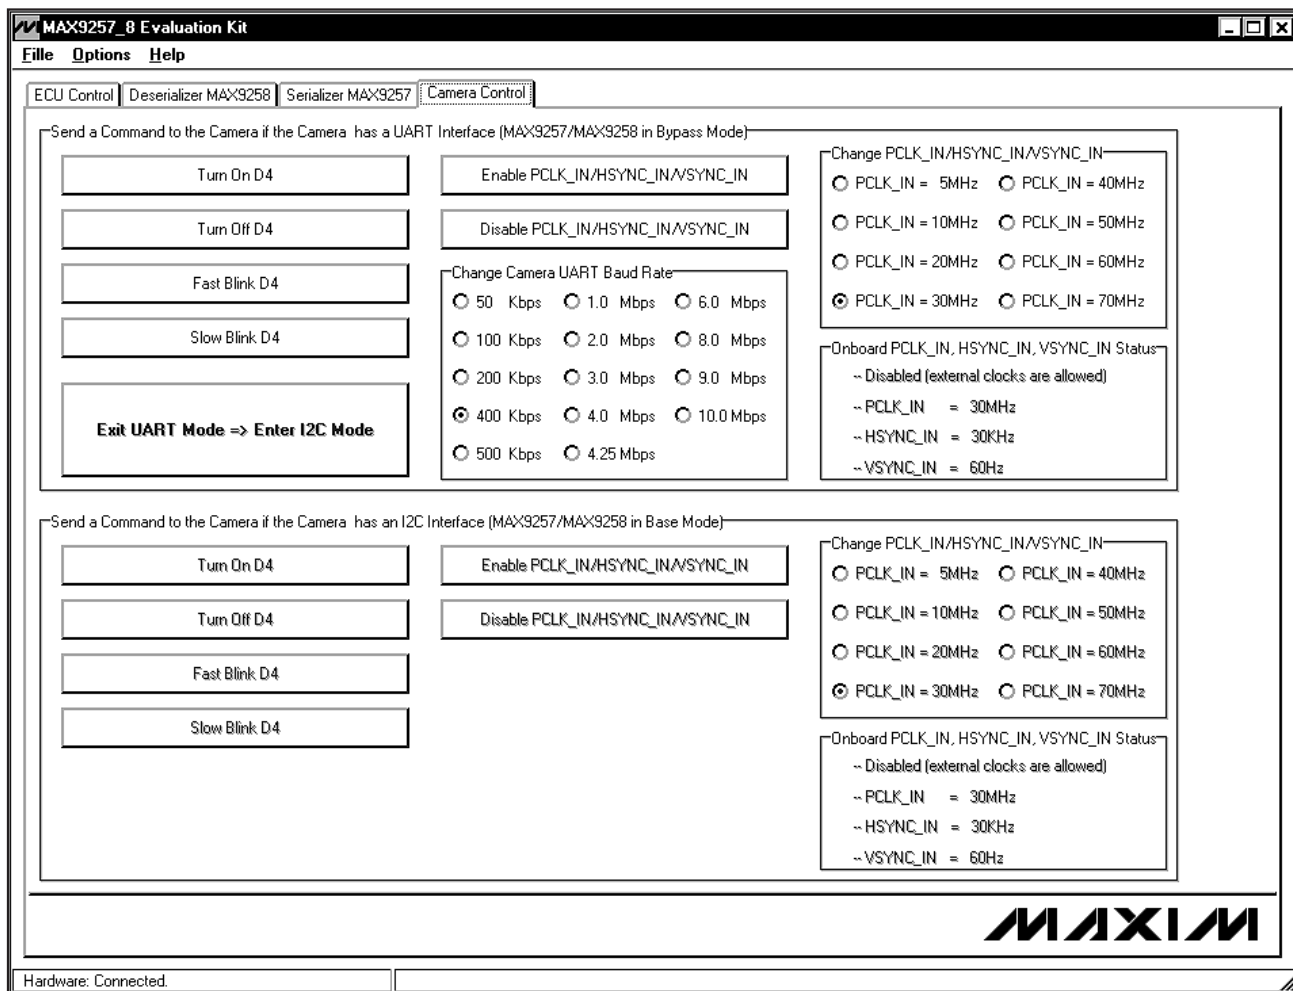 MAX9257_8 Evaluation Kit
Fille Options Help
ECU Control Deserializer MAX9258 Serializer MAX9257 Camera Control
Send a Command to the Camera if the Camera has a UART Interface (MAX9257/MAX9258 in Bypass Mode)
Turn On D4
Turn Off D4
Fast Blink D4
Slow Blink D4
Exit UART Mode => Enter I2C Mode
Enable PCLK_IN/HSYNC_IN/VSYNC_IN
Disable PCLK_IN/HSYNC_IN/VSYNC_IN
Change Camera UART Baud Rate
50 Kbps 1.0 Mbps 6.0 Mbps
100 Kbps 2.0 Mbps 8.0 Mbps
200 Kbps 3.0 Mbps 9.0 Mbps
400 Kbps 4.0 Mbps 10.0 Mbps
500 Kbps 4.25 Mbps
Change PCLK_IN/HSYNC_IN/VSYNC_IN
PCLK_IN = 5MHz PCLK_IN = 40MHz
PCLK_IN = 10MHz PCLK_IN = 50MHz
PCLK_IN = 20MHz PCLK_IN = 60MHz
PCLK_IN = 30MHz PCLK_IN = 70MHz
Onboard PCLK_IN, HSYNC_IN, VSYNC_IN Status
-- Disabled (external clocks are allowed)
-- PCLK_IN = 30MHz
-- HSYNC_IN = 30KHz
-- VSYNC_IN = 60Hz
Send a Command to the Camera if the Camera has an I2C Interface (MAX9257/MAX9258 in Base Mode)
Turn On D4
Turn Off D4
Fast Blink D4
Slow Blink D4
Enable PCLK_IN/HSYNC_IN/VSYNC_IN
Disable PCLK_IN/HSYNC_IN/VSYNC_IN
Change PCLK_IN/HSYNC_IN/VSYNC_IN
PCLK_IN = 5MHz PCLK_IN = 40MHz
PCLK_IN = 10MHz PCLK_IN = 50MHz
PCLK_IN = 20MHz PCLK_IN = 60MHz
PCLK_IN = 30MHz PCLK_IN = 70MHz
Onboard PCLK_IN, HSYNC_IN, VSYNC_IN Status
-- Disabled (external clocks are allowed)
-- PCLK_IN = 30MHz
-- HSYNC_IN = 30KHz
-- VSYNC_IN = 60Hz
MAXIM
Hardware: Connected.